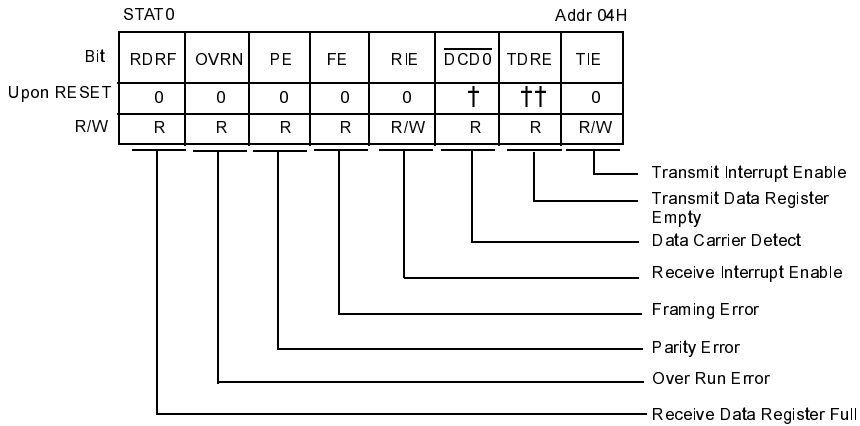 STAT0 Addr 04H
Bit RDRF OVRN PE FE RIE D̅C̅D̅0̅ TDRE TIE
Upon RESET 0 0 0 0 0 † †† 0
R/W R R R R R/W R R R/W
Transmit Interrupt Enable
Transmit Data Register
Empty
Data Carrier Detect
Receive Interrupt Enable
Framing Error
Parity Error
Over Run Error
Receive Data Register Full